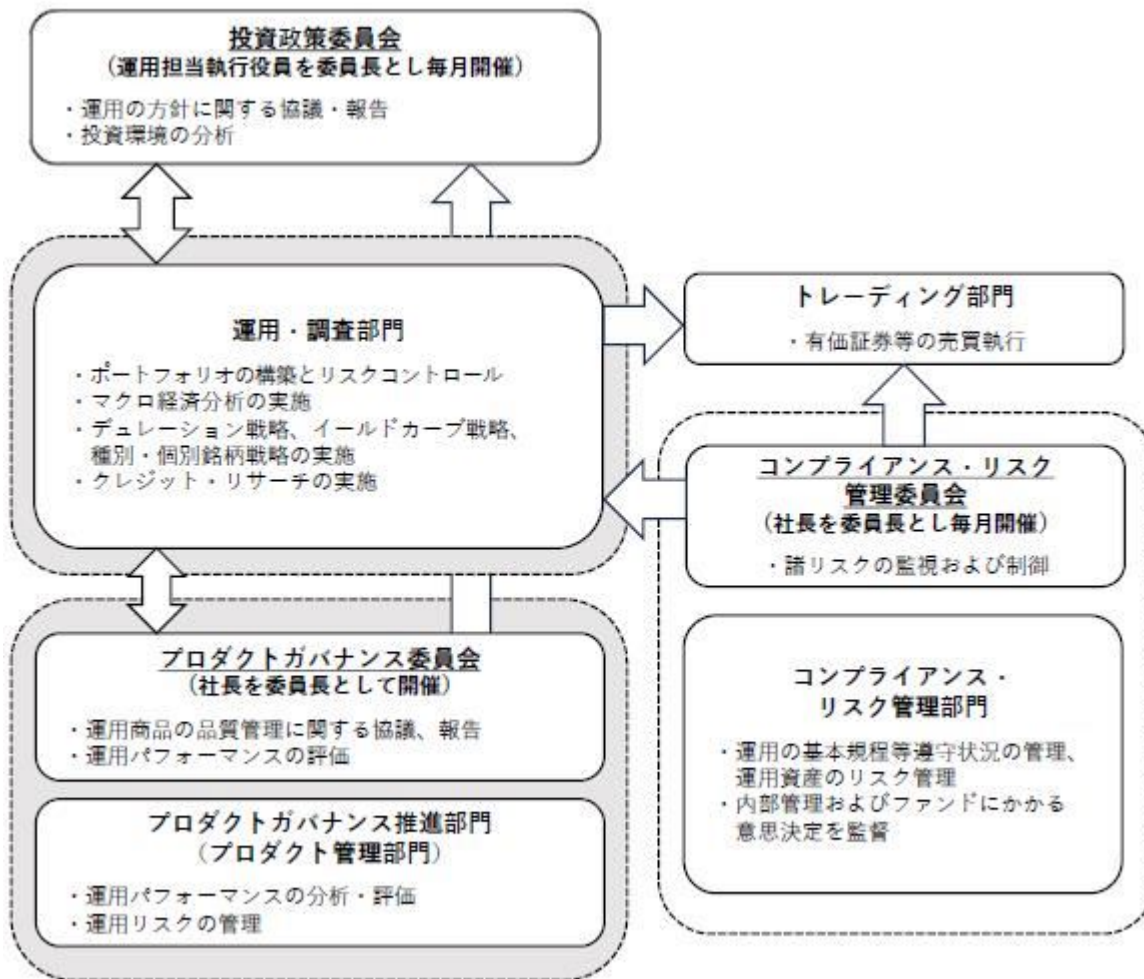 投資政策委員会
(運用担当執行役員を委員長とし毎月開催)
・運用の方針に関する協議・報告
・投資環境の分析
運用・調査部門
・ポートフォリオの構築とリスクコントロール
・マクロ経済分析の実施
・デュレーション戦略、イールドカーブ戦略、
種別・個別銘柄戦略の実施
・クレジット・リサーチの実施
トレーディング部門
・有価証券等の売買執行
コンプライアンス・リスク
管理委員会
(社長を委員長とし毎月開催)
・諸リスクの監視および制御
プロダクトガバナンス委員会
(社長を委員長として開催)
・運用商品の品質管理に関する協議、報告
・運用パフォーマンスの評価
プロダクトガバナンス推進部門
(プロダクト管理部門)
・運用パフォーマンスの分析・評価
・運用リスクの管理
コンプライアンス・
リスク管理部門
・運用の基本規程等遵守状況の管理、
運用資産のリスク管理
・内部管理およびファンドにかかる
意思決定を監督